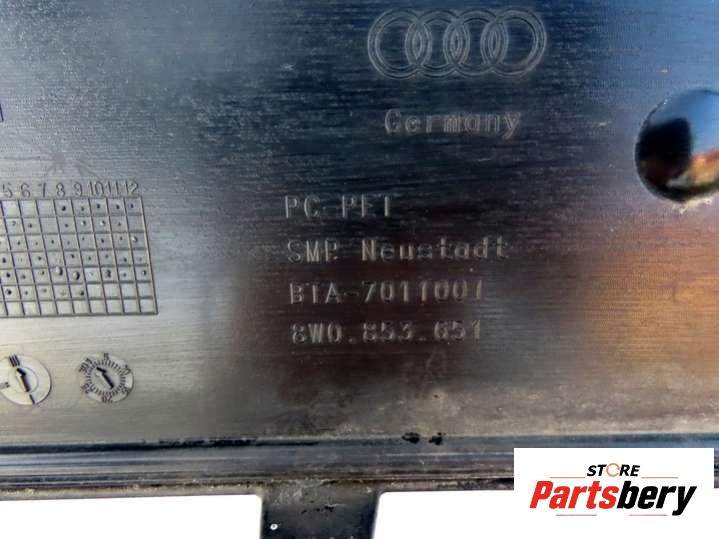 Germany
5 6 7 8 9 10 11 12
PC-PET
SMP Neustadt
BTA-7011001
8W0.853.651
STORE
Partsbery